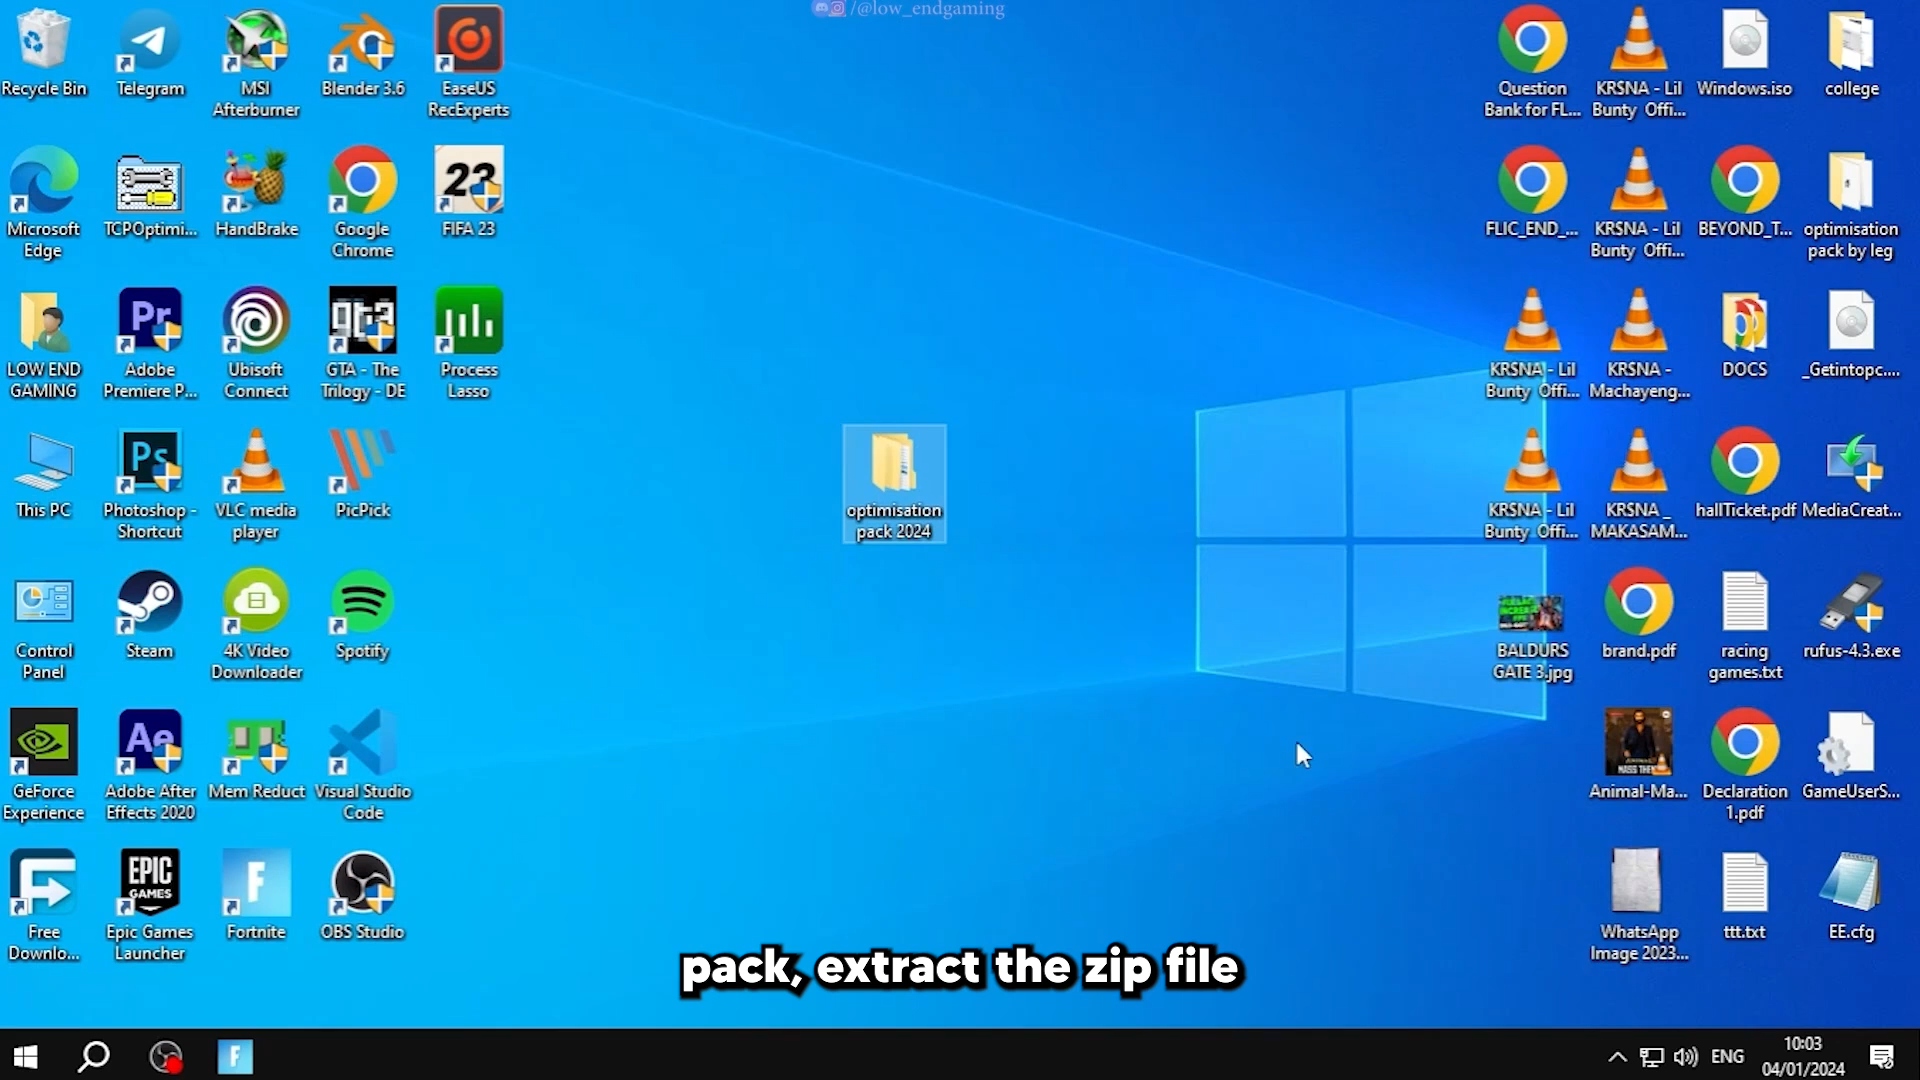 /@low_endgaming
Recycle Bin
Telegram
MSI
Afterburner
Blender 3.6
EaseUS
RecExperts
Microsoft
Edge
TCPOptimi...
HandBrake
Google
Chrome
23
FIFA 23
LOW END
GAMING
Pr
Adobe
Premiere P...
Ubisoft
Connect
gta
GTA - The
Trilogy - DE
Process
Lasso
This PC
Ps
Photoshop -
Shortcut
VLC media
player
PicPick
Control
Panel
Steam
4K Video
Downloader
Spotify
GeForce
Experience
Ae
Adobe After
Effects 2020
Mem Reduct
Visual Studio
Code
Free
Downlo...
EPIC
GAMES
Epic Games
Launcher
F
Fortnite
OBS Studio
optimisation
pack 2024
Question
Bank for FL...
KRSNA - Lil
Bunty Offi...
Windows.iso
college
FLIC_END_...
KRSNA - Lil
Bunty Offi...
BEYOND_T...
optimisation
pack by leg
KRSNA - Lil
Bunty Offi...
KRSNA -
Machayeng...
DOCS
_Getintopc....
KRSNA - Lil
Bunty Offi...
KRSNA _
MAKASAM...
hallTicket.pdf
MediaCreat...
BALDURS
GATE 3.jpg
brand.pdf
racing
games.txt
rufus-4.3.exe
Animal-Ma...
Declaration
1.pdf
GameUserS...
WhatsApp
Image 2023...
ttt.txt
EE.cfg
pack, extract the zip file
F
ENG
10:03
04/01/2024